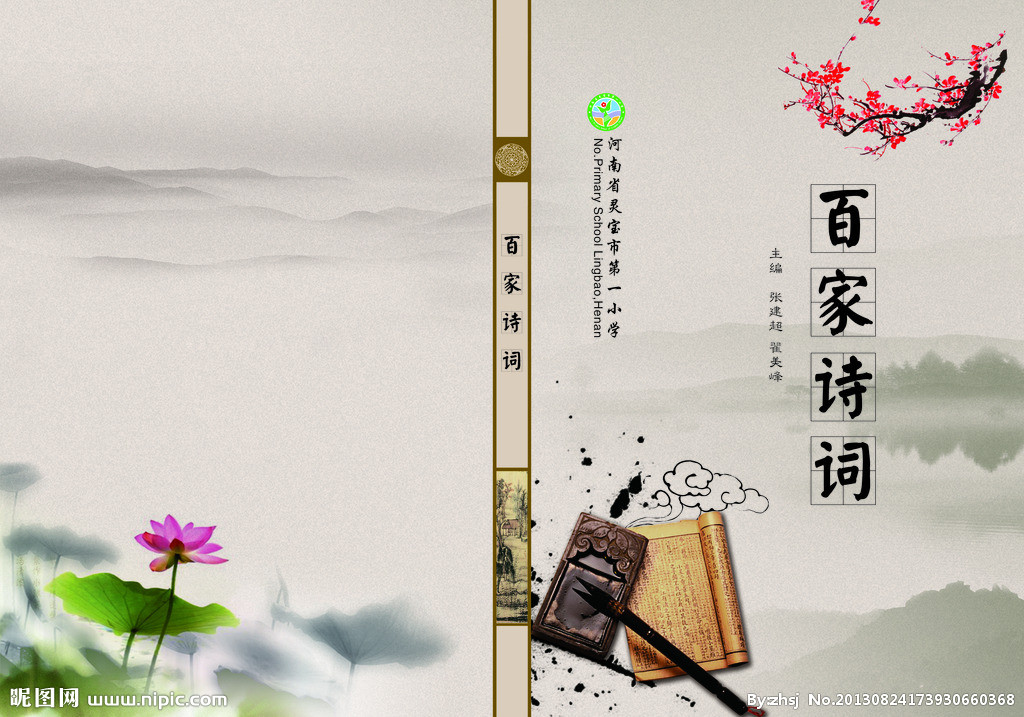 百家诗词
主编 张建超 翟美峰
河南省灵宝市第一小学
No.Primary School Lingbao,Henan
百家诗词
昵图网 www.nipic.com
Byzhsj No.20130824173930660368